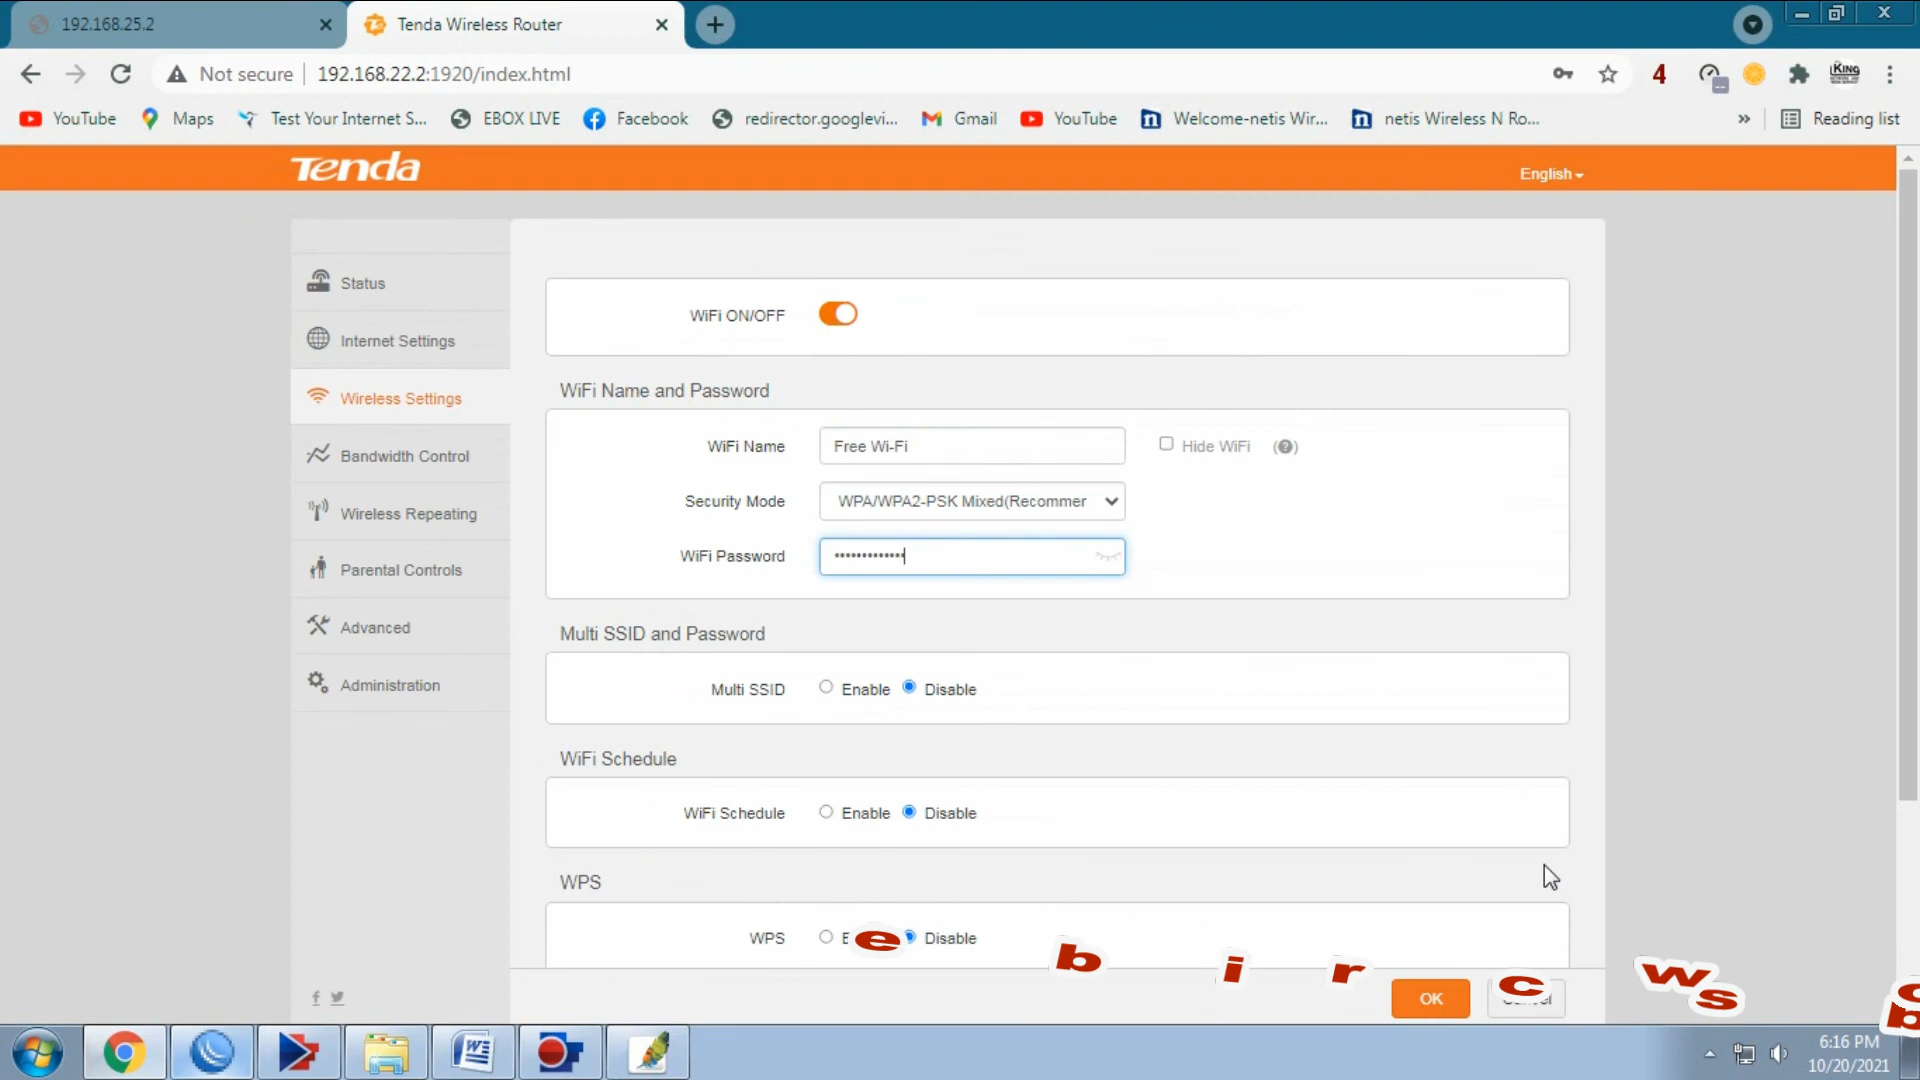 192.168.25.2
Tenda Wireless Router
Not secure
192.168.22.2:1920/index.html
4
KING
YouTube
Maps
Test Your Internet S...
EBOX LIVE
Facebook
redirector.googlevi...
Gmail
YouTube
Welcome-netis Wir...
netis Wireless N Ro...
»
Reading list
Tenda
English
Status
Internet Settings
Wireless Settings
Bandwidth Control
Wireless Repeating
Parental Controls
Advanced
Administration
WiFi ON/OFF
WiFi Name and Password
WiFi Name
Free Wi-Fi
Hide WiFi
Security Mode
WPA/WPA2-PSK Mixed(Recommer
WiFi Password
•••••••••••••
Multi SSID and Password
Multi SSID
Enable
Disable
WiFi Schedule
WiFi Schedule
Enable
Disable
WPS
WPS
Disable
e
b
i
r
c
w
s
b
OK
6:16 PM
10/20/2021